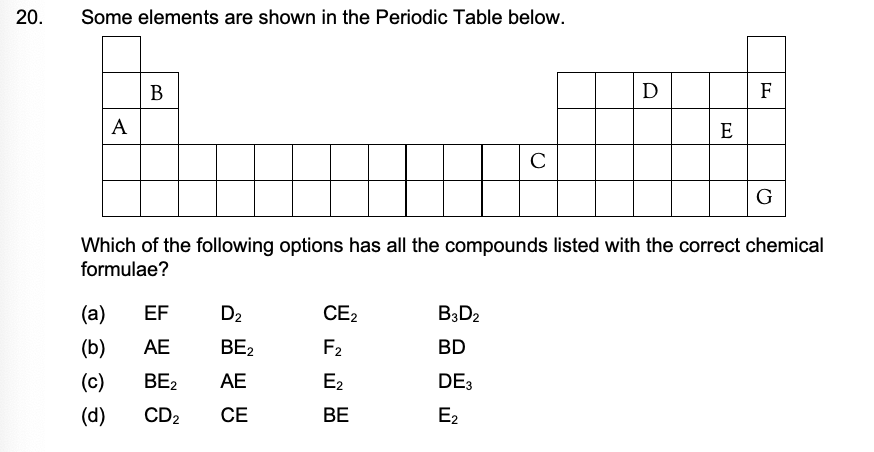 20. Some elements are shown in the Periodic Table below.
B D F
A E
C
G
Which of the following options has all the compounds listed with the correct chemical
formulae?
(a) EF D₂ CE₂ B₃D₂
(b) AE BE₂ F₂ BD
(c) BE₂ AE E₂ DE₃
(d) CD₂ CE BE E₂